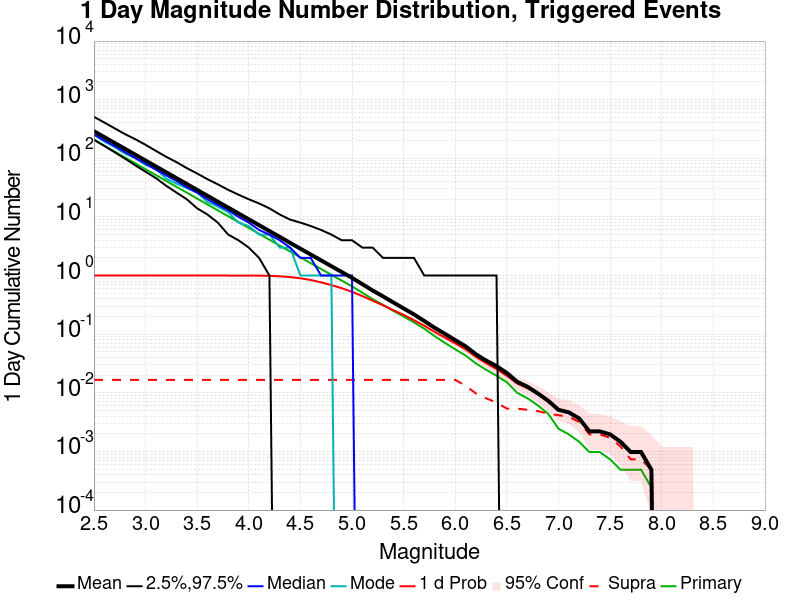 1 Day Magnitude Number Distribution, Triggered Events
1 Day Cumulative Number
10^4
10^3
10^2
10^1
10^0
10^-1
10^-2
10^-3
10^-4
2.5 3.0 3.5 4.0 4.5 5.0 5.5 6.0 6.5 7.0 7.5 8.0 8.5 9.0
Magnitude
Mean 2.5%,97.5% Median Mode 1 d Prob 95% Conf Supra Primary